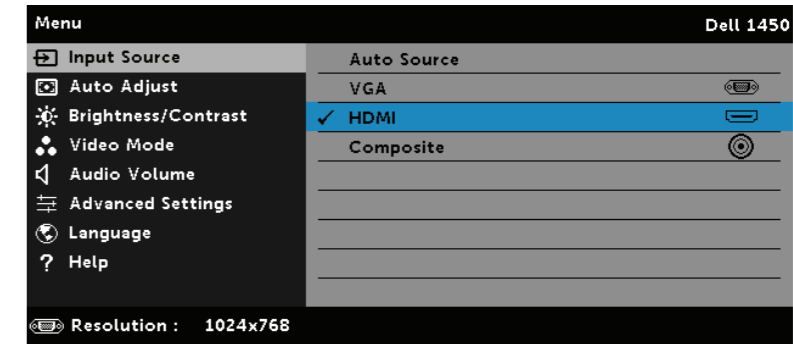 Menu Dell 1450
Input Source
Auto Adjust
Brightness/Contrast
Video Mode
Audio Volume
Advanced Settings
Language
? Help
Auto Source
VGA
✓ HDMI
Composite
Resolution : 1024x768